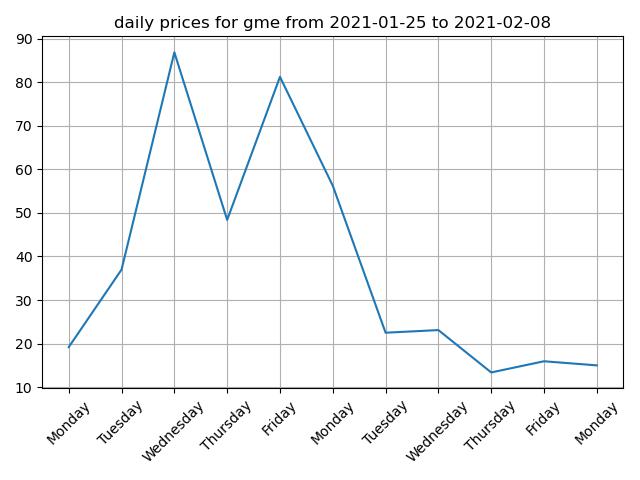 daily prices for gme from 2021-01-25 to 2021-02-08
90
80
70
60
50
40
30
20
10
Monday
Tuesday
Wednesday
Thursday
Friday
Monday
Tuesday
Wednesday
Thursday
Friday
Monday